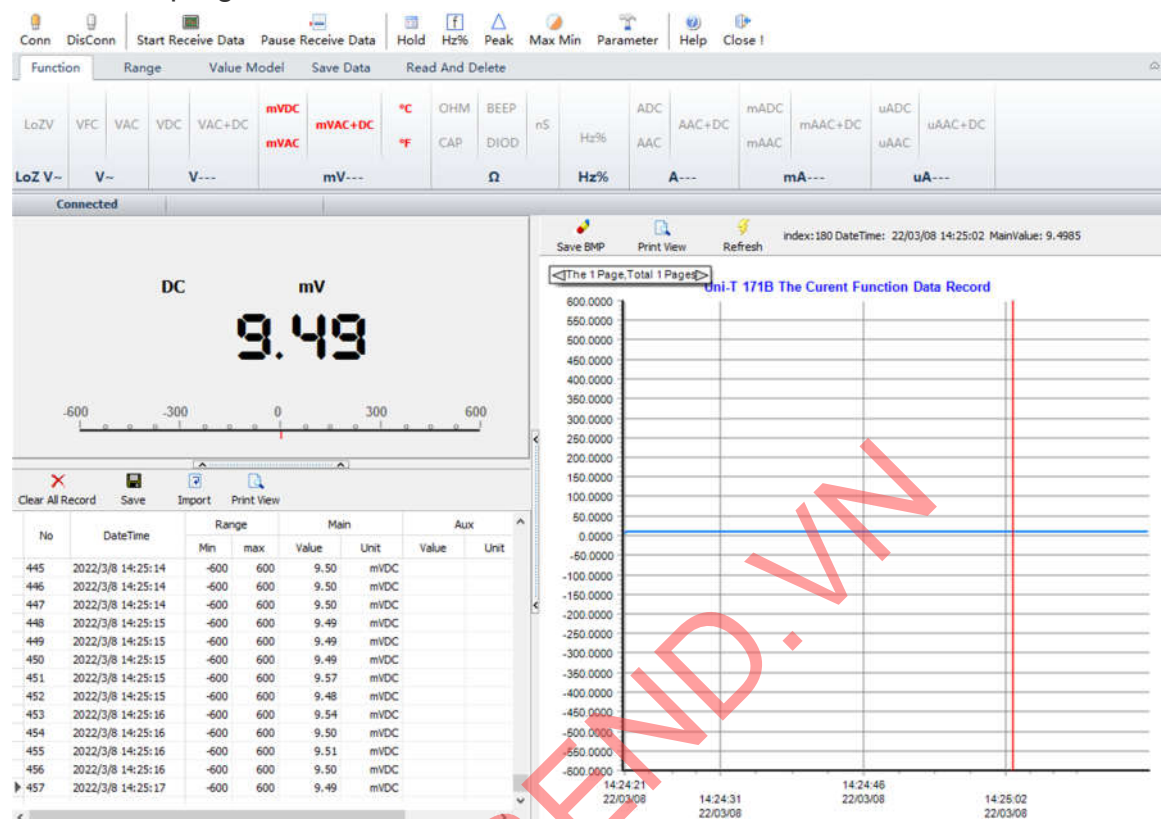 Conn DisConn Start Receive Data Pause Receive Data Hold Hz% Peak Max Min Parameter Help Close !
Function Range Value Model Save Data Read And Delete
mVDC °C OHM BEEP ADC mADC uADC
LoZV VFC VAC VDC VAC+DC mVAC+DC nS Hz% AAC+DC mAAC+DC uAAC+DC
mVAC °F CAP DIOD AAC mAAC uAAC
LoZ V~ V~ V--- mV--- Ω Hz% A--- mA--- uA---
Connected
Save BMP Print View Refresh index:180 DateTime: 22/03/08 14:25:02 MainValue: 9.4985
The 1 Page,Total 1 Pages
Uni-T 171B The Curent Function Data Record
DC mV
9.49
-600 -300 0 300 600
Clear All Record Save Import Print View
No DateTime Range Main Aux
Min max Value Unit Value Unit
445 2022/3/8 14:25:14 -600 600 9.50 mVDC
446 2022/3/8 14:25:14 -600 600 9.50 mVDC
447 2022/3/8 14:25:14 -600 600 9.50 mVDC
448 2022/3/8 14:25:15 -600 600 9.49 mVDC
449 2022/3/8 14:25:15 -600 600 9.49 mVDC
450 2022/3/8 14:25:15 -600 600 9.49 mVDC
451 2022/3/8 14:25:15 -600 600 9.57 mVDC
452 2022/3/8 14:25:15 -600 600 9.48 mVDC
453 2022/3/8 14:25:16 -600 600 9.54 mVDC
454 2022/3/8 14:25:16 -600 600 9.50 mVDC
455 2022/3/8 14:25:16 -600 600 9.51 mVDC
456 2022/3/8 14:25:16 -600 600 9.50 mVDC
457 2022/3/8 14:25:17 -600 600 9.49 mVDC
600.0000
550.0000
500.0000
450.0000
400.0000
350.0000
300.0000
250.0000
200.0000
150.0000
100.0000
50.0000
0.0000
-50.0000
-100.0000
-150.0000
-200.0000
-250.0000
-300.0000
-350.0000
-400.0000
-450.0000
-500.0000
-550.0000
-600.0000
14:24:21 14:24:46
22/03/08 22/03/08
14:24:31 14:25:02
22/03/08 22/03/08
END.VN